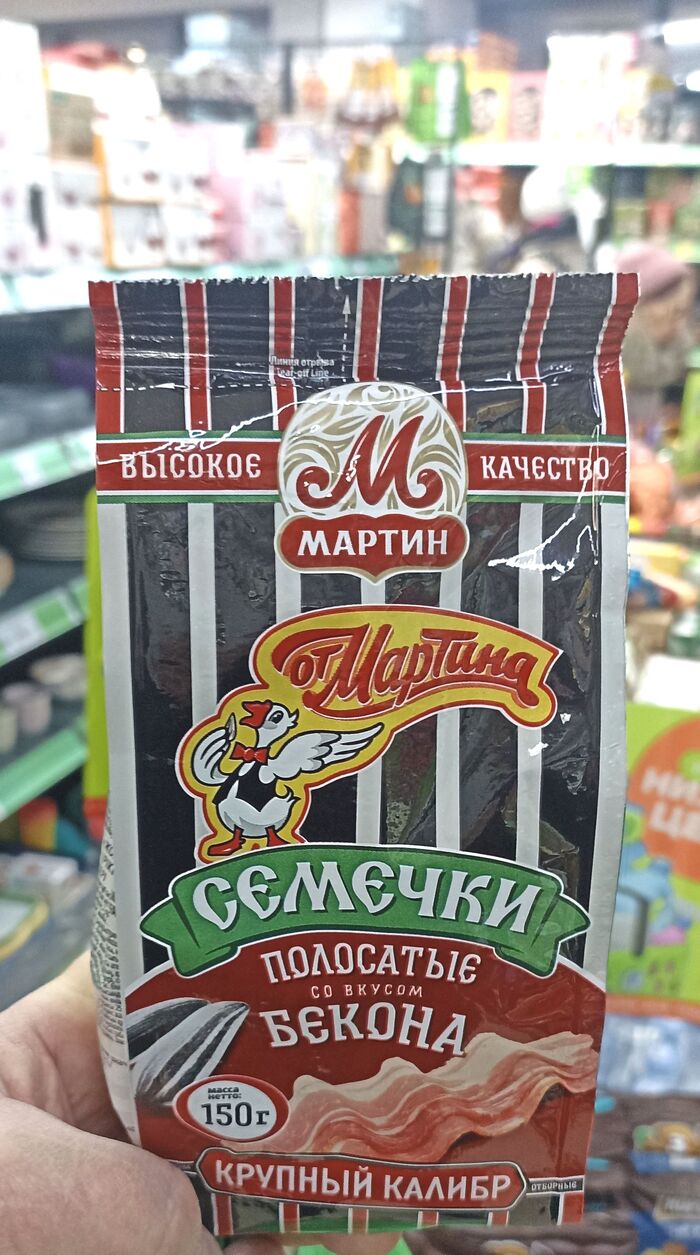 Линия отрыва
Tear-off Line
ВЫСОКОЕ
КАЧЕСТВО
М
МАРТИН
от Мартина
СЕМЕЧКИ
ПОЛОСАТЫЕ
СО ВКУСОМ
БЕКОНА
масса
нетто:
150г
КРУПНЫЙ КАЛИБР
ОТБОРНЫЕ